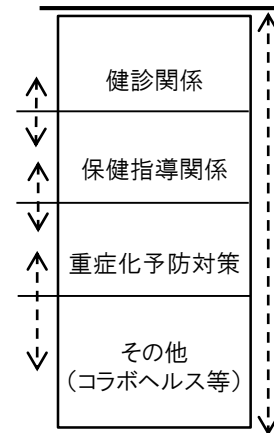 健診関係
保健指導関係
重症化予防対策
その他
（コラボヘルス等）